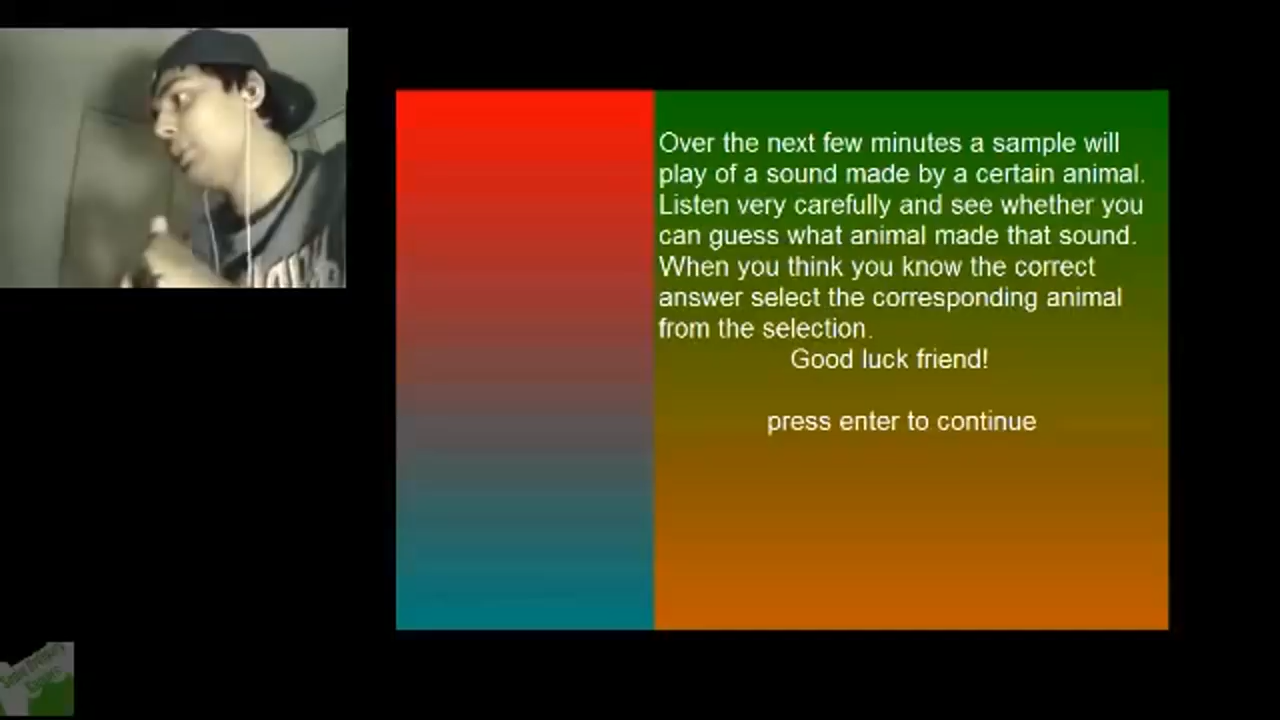 Over the next few minutes a sample will
play of a sound made by a certain animal.
Listen very carefully and see whether you
can guess what animal made that sound.
When you think you know the correct
answer select the corresponding animal
from the selection.
Good luck friend!
press enter to continue